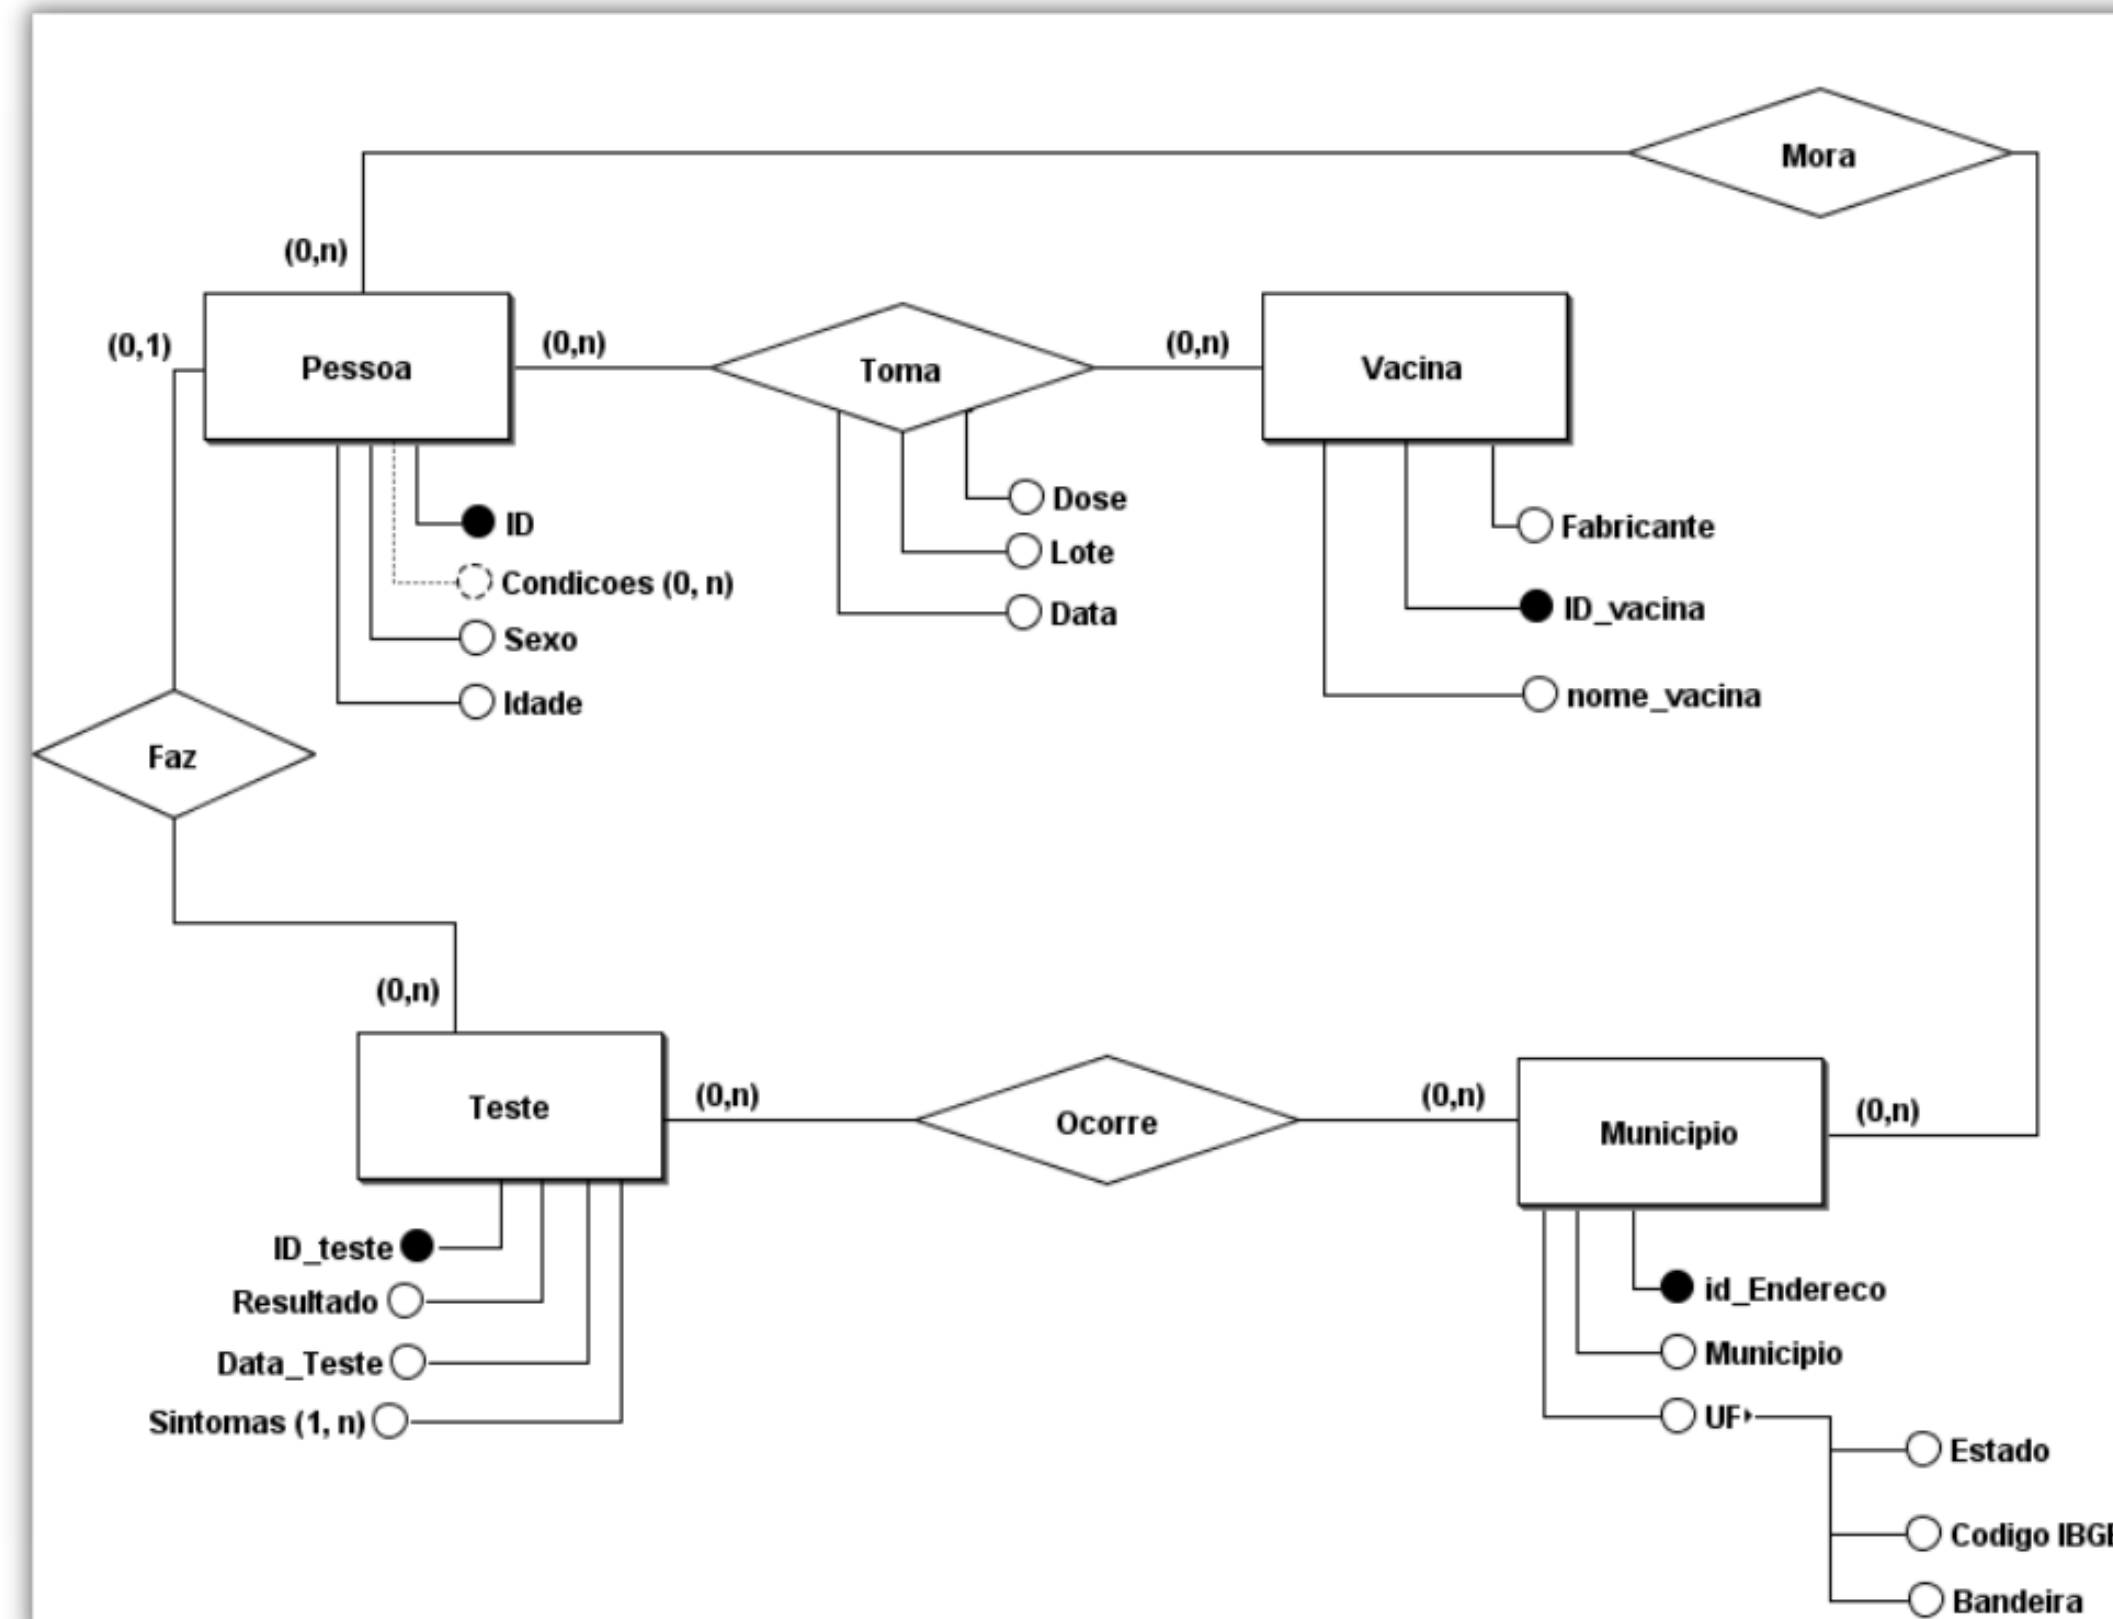 Mora
(0,n)
(0,1)
Pessoa
(0,n)
Toma
(0,n)
Vacina
ID
Condicoes (0, n)
Sexo
Idade
Dose
Lote
Data
Fabricante
ID_vacina
nome_vacina
Faz
(0,n)
Teste
(0,n)
Ocorre
(0,n)
Municipio
(0,n)
ID_teste
Resultado
Data_Teste
Sintomas (1, n)
id_Endereco
Municipio
UF
Estado
Codigo IBGE
Bandeira